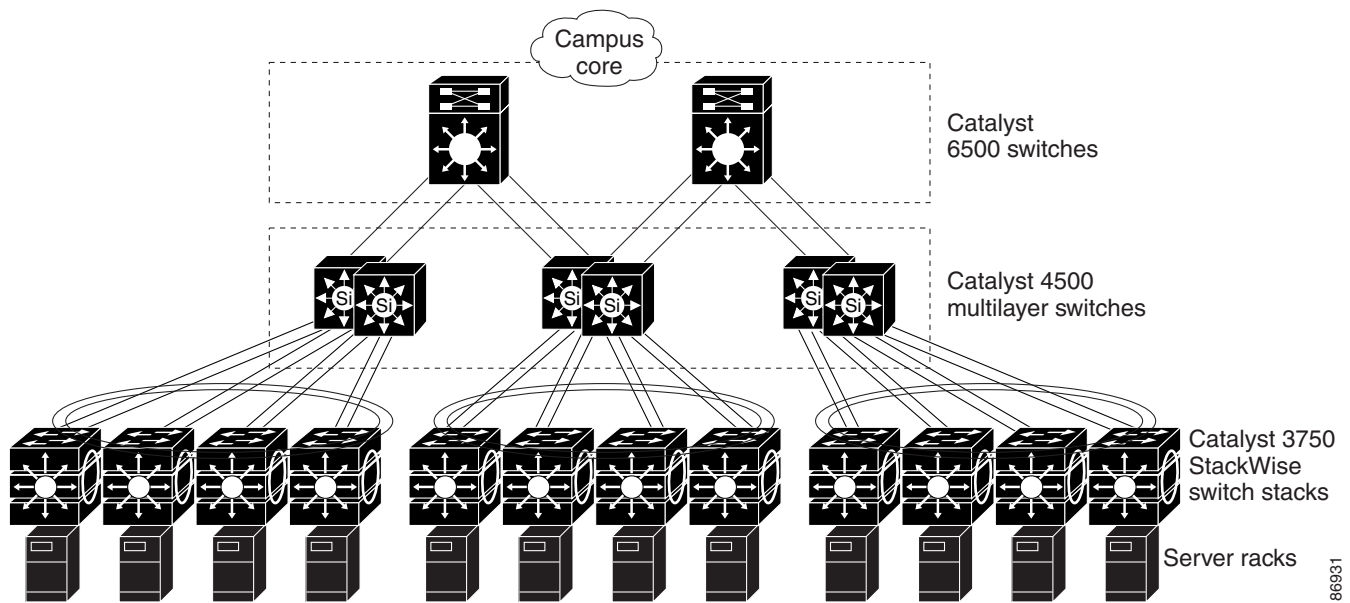 Campus
core
Catalyst
6500 switches
Si
Si
Si
Si
Si
Si
Catalyst 4500
multilayer switches
Catalyst 3750
StackWise
switch stacks
Server racks
86931